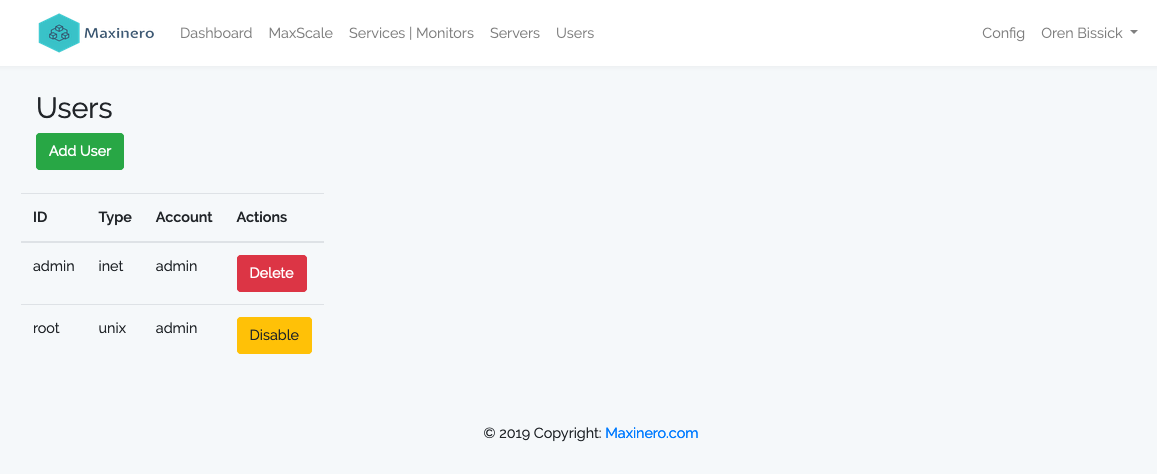 Maxinero Dashboard MaxScale Services | Monitors Servers Users Config Oren Bissick
Users
Add User
ID Type Account Actions
admin inet admin Delete
root unix admin Disable
© 2019 Copyright: Maxinero.com